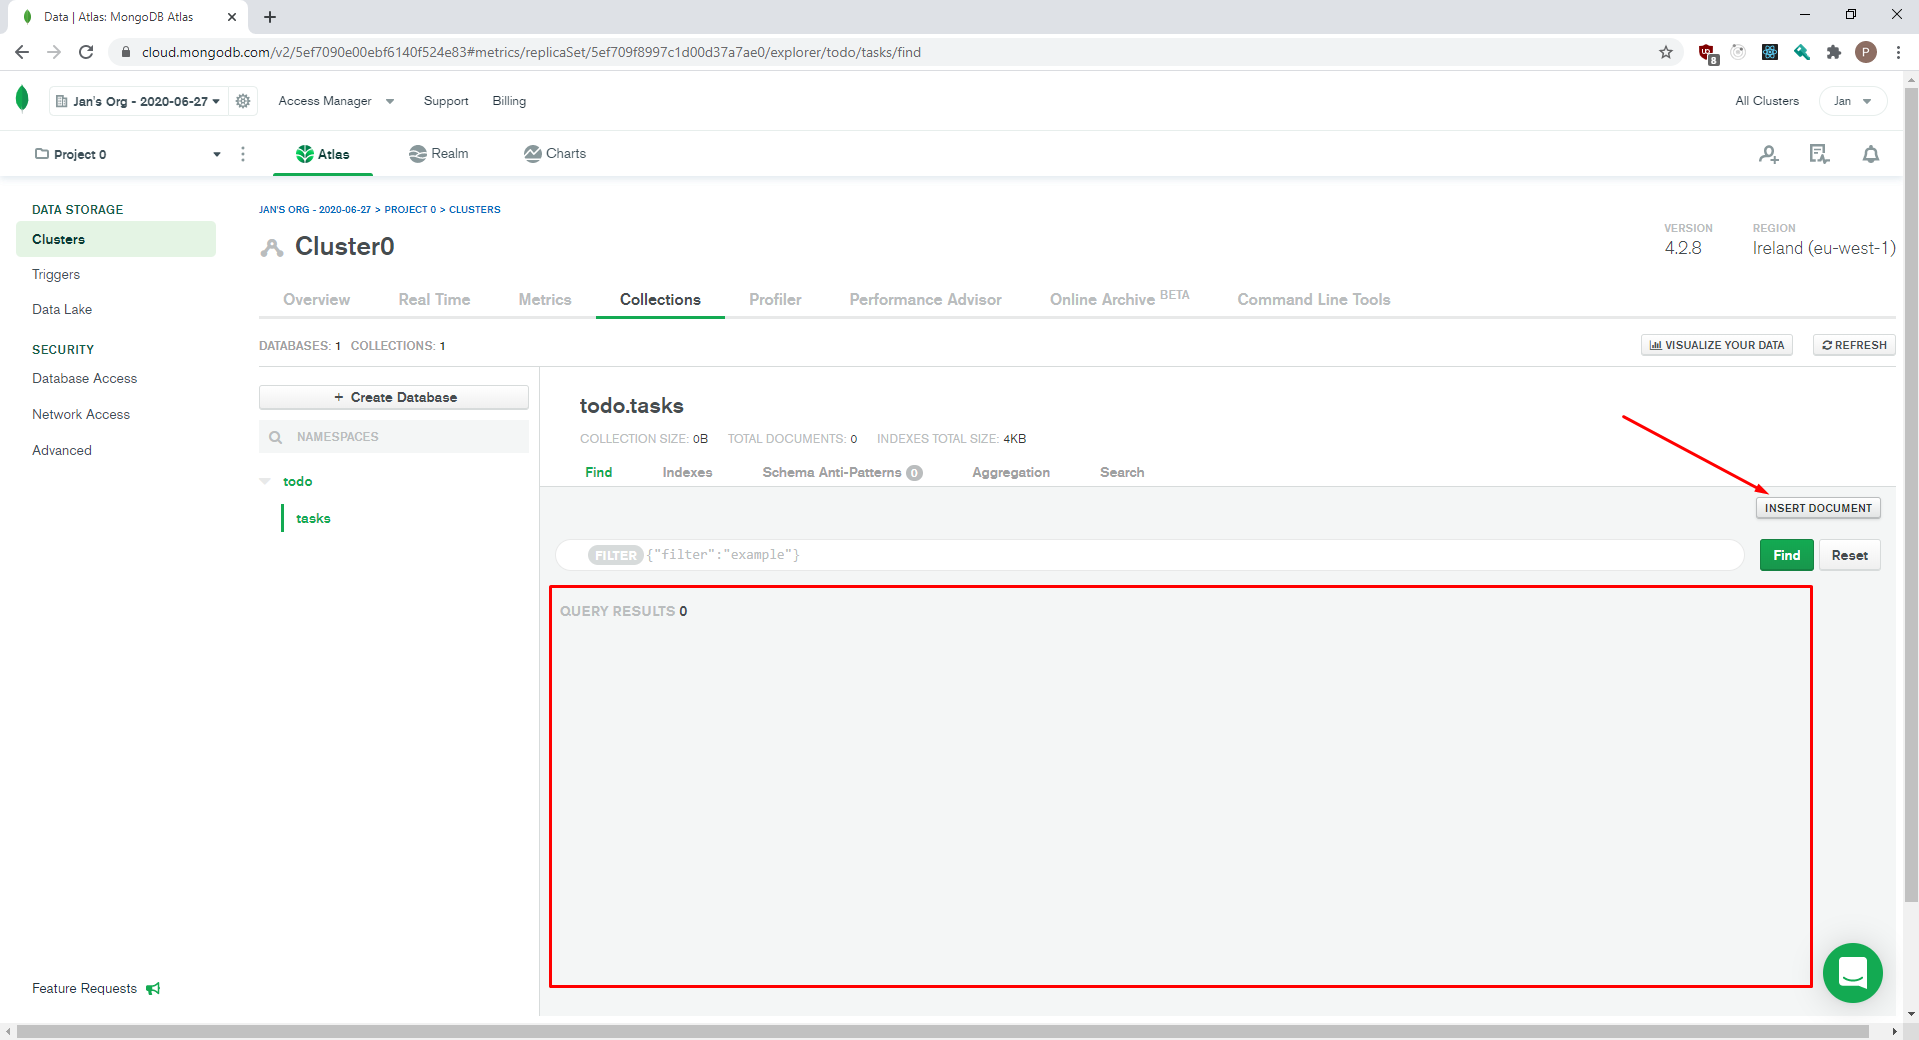 Data | Atlas: MongoDB Atlas
cloud.mongodb.com/v2/5ef7090e00ebf6140f524e83#metrics/replicaSet/5ef709f8997c1d00d37a7ae0/explorer/todo/tasks/find
8
P
Jan's Org - 2020-06-27
Access Manager
Support
Billing
All Clusters
Jan
Project 0
Atlas
Realm
Charts
DATA STORAGE
Clusters
Triggers
Data Lake
SECURITY
Database Access
Network Access
Advanced
Feature Requests
JAN'S ORG - 2020-06-27 > PROJECT 0 > CLUSTERS
Cluster0
VERSION
4.2.8
REGION
Ireland (eu-west-1)
Overview
Real Time
Metrics
Collections
Profiler
Performance Advisor
Online Archive BETA
Command Line Tools
DATABASES: 1 COLLECTIONS: 1
VISUALIZE YOUR DATA
REFRESH
+ Create Database
NAMESPACES
todo
tasks
todo.tasks
COLLECTION SIZE: 0B TOTAL DOCUMENTS: 0 INDEXES TOTAL SIZE: 4KB
Find
Indexes
Schema Anti-Patterns 0
Aggregation
Search
INSERT DOCUMENT
FILTER {"filter":"example"}
Find
Reset
QUERY RESULTS 0